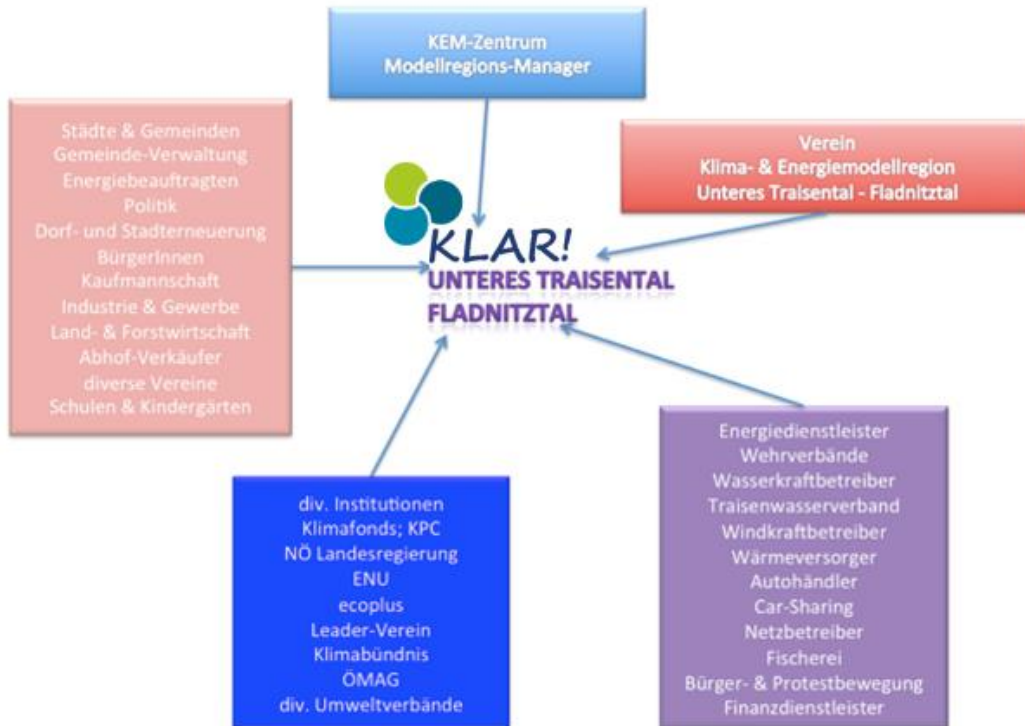 KEM-Zentrum
Modellregions-Manager
Städte & Gemeinden
Gemeinde-Verwaltung
Energiebeauftragten
Politik
Dorf- und Stadterneuerung
BürgerInnen
Kaufmannschaft
Industrie & Gewerbe
Land- & Forstwirtschaft
Abhof-Verkäufer
diverse Vereine
Schulen & Kindergärten
Verein
Klima- & Energiemodellregion
Unteres Traisental - Fladnitztal
KLAR!
UNTERES TRAISENTAL
FLADNITZTAL
div. Institutionen
Klimafonds; KPC
NÖ Landesregierung
ENU
ecoplus
Leader-Verein
Klimabündnis
ÖMAG
div. Umweltverbände
Energiedienstleister
Wehrverbände
Wasserkraftbetreiber
Traisenwasserverband
Windkraftbetreiber
Wärmeversorger
Autohändler
Car-Sharing
Netzbetreiber
Fischerei
Bürger- & Protestbewegung
Finanzdienstleister